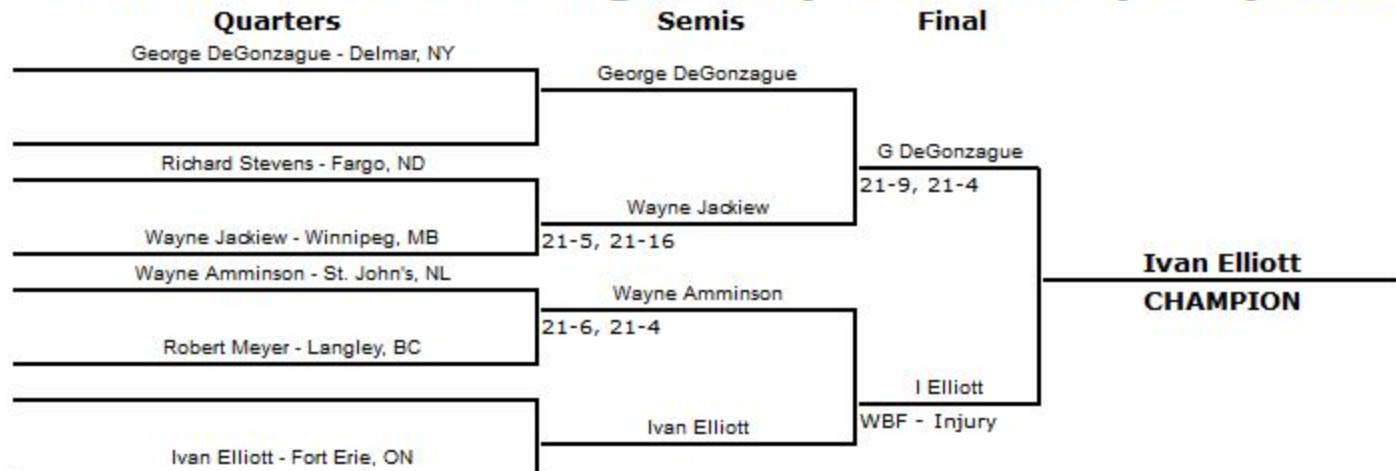 Quarters Semis Final
George DeGonzague - Delmar, NY
George DeGonzague
Richard Stevens - Fargo, ND
G DeGonzague
21-9, 21-4
Wayne Jackiew
Wayne Jackiew - Winnipeg, MB
21-5, 21-16
Wayne Amminson - St. John's, NL
Wayne Amminson
21-6, 21-4
Robert Meyer - Langley, BC
Ivan Elliott
CHAMPION
I Elliott
WBF - Injury
Ivan Elliott
Ivan Elliott - Fort Erie, ON